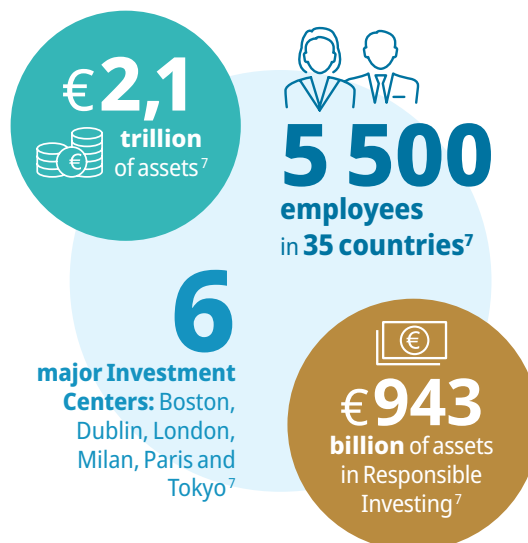 €2,1
trillion
of assets7
€
5 500
employees
in 35 countries7
6
major Investment
Centers: Boston,
Dublin, London,
Milan, Paris and
Tokyo7
€
€943
billion of assets
in Responsible
Investing7